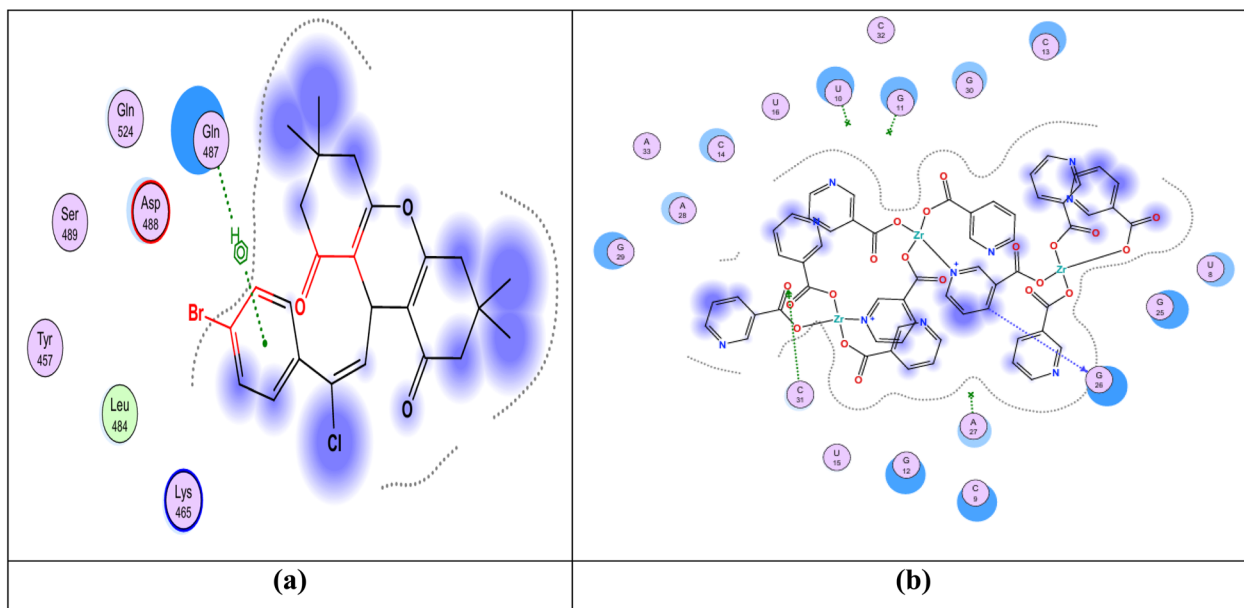 Gln
524
Gln
487
Asp
488
Ser
489
Tyr
457
Leu
484
Lys
465
H
Br
O
O
O
Cl
(a)
C
32
C
13
U
10
G
11
G
30
U
16
A
33
C
14
A
28
G
29
U
8
G
25
G
26
C
31
A
27
U
15
G
12
C
9
N
N
O
O
O
O
Zr
N
N
O
O
O
N+
O
O
Zr
N
N
O
O
O
O
O
N
O
O
O
O
O
Zr
N+
N
N
O
O
(b)